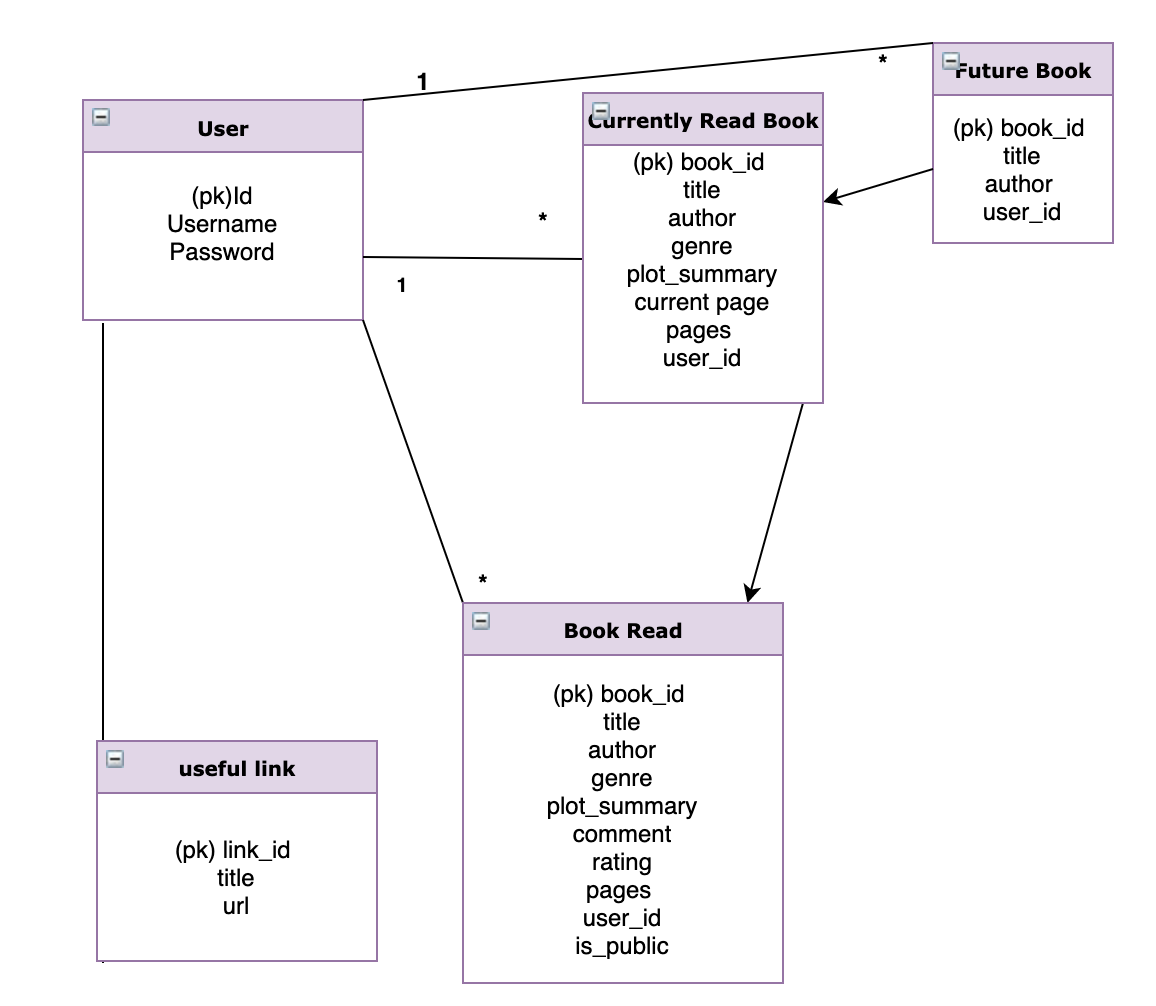 1
*
Future Book
(pk) book_id
title
author
user_id
User
(pk)Id
Username
Password
Currently Read Book
(pk) book_id
title
author
genre
plot_summary
current page
pages
user_id
*
1
*
Book Read
(pk) book_id
title
author
genre
plot_summary
comment
rating
pages
user_id
is_public
useful link
(pk) link_id
title
url